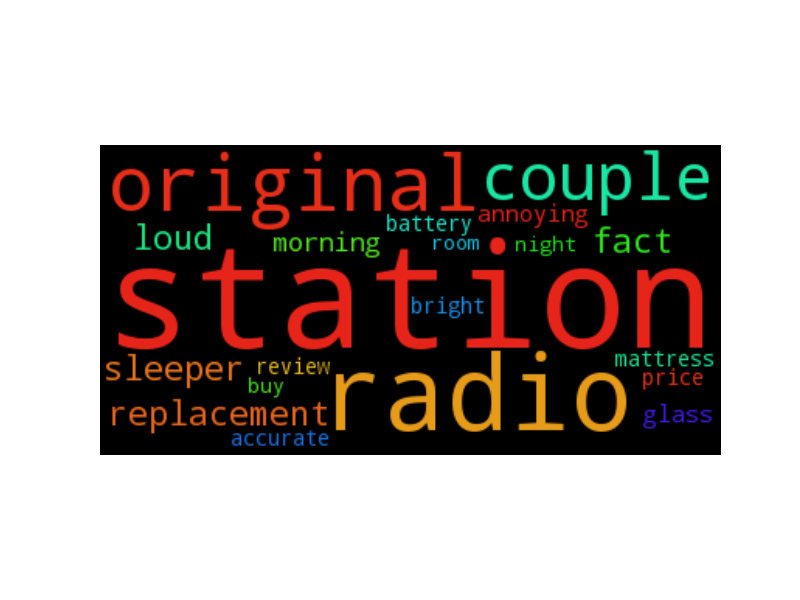 original couple
annoying
battery
loud morning room night fact
station
bright
sleeper review mattress
buy radio price
replacement glass
accurate